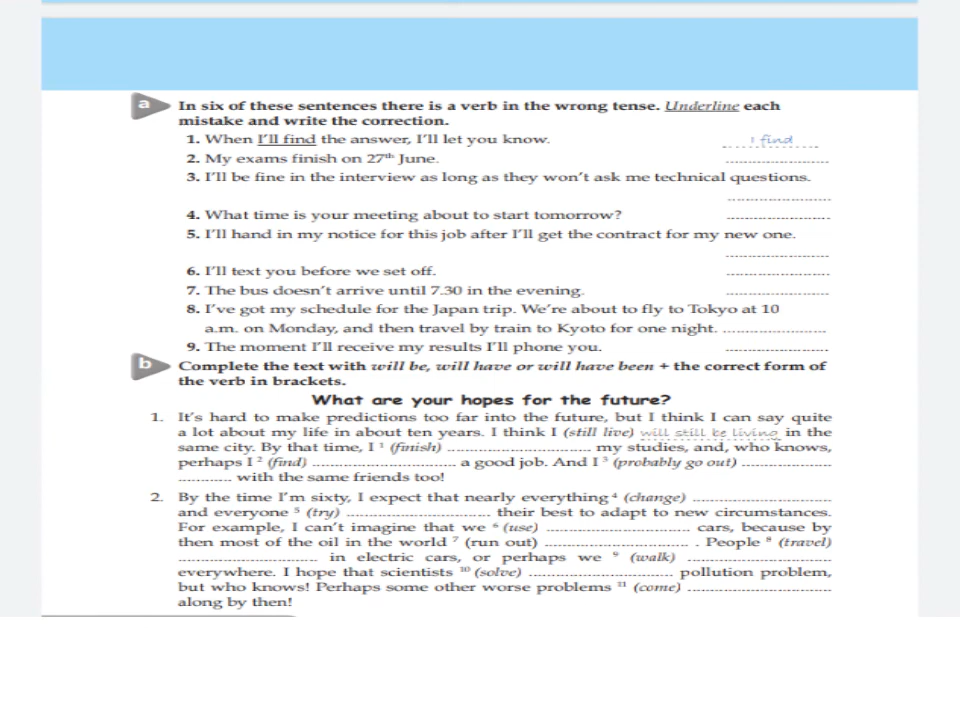 a
In six of these sentences there is a verb in the wrong tense. Underline each
mistake and write the correction.
1. When I'll find the answer, I'll let you know. I find
2. My exams finish on 27th June. ........................
3. I'll be fine in the interview as long as they won't ask me technical questions.
........................
4. What time is your meeting about to start tomorrow? ........................
5. I'll hand in my notice for this job after I'll get the contract for my new one.
........................
6. I'll text you before we set off. ........................
7. The bus doesn't arrive until 7.30 in the evening. ........................
8. I've got my schedule for the Japan trip. We're about to fly to Tokyo at 10
a.m. on Monday, and then travel by train to Kyoto for one night. ........................
9. The moment I'll receive my results I'll phone you. ........................
b
Complete the text with will be, will have or will have been + the correct form of
the verb in brackets.
What are your hopes for the future?
1. It's hard to make predictions too far into the future, but I think I can say quite
a lot about my life in about ten years. I think I (still live) will still be living in the
same city. By that time, I 1 (finish) ................................ my studies, and, who knows,
perhaps I 2 (find) ................................ a good job. And I 3 (probably go out) ....................
............ with the same friends too!
2. By the time I'm sixty, I expect that nearly everything 4 (change) ................................
and everyone 5 (try) ................................ their best to adapt to new circumstances.
For example, I can't imagine that we 6 (use) ................................ cars, because by
then most of the oil in the world 7 (run out) ................................ . People 8 (travel)
................................ in electric cars, or perhaps we 9 (walk) ................................
everywhere. I hope that scientists 10 (solve) ................................ pollution problem,
but who knows! Perhaps some other worse problems 11 (come) ................................
along by then!